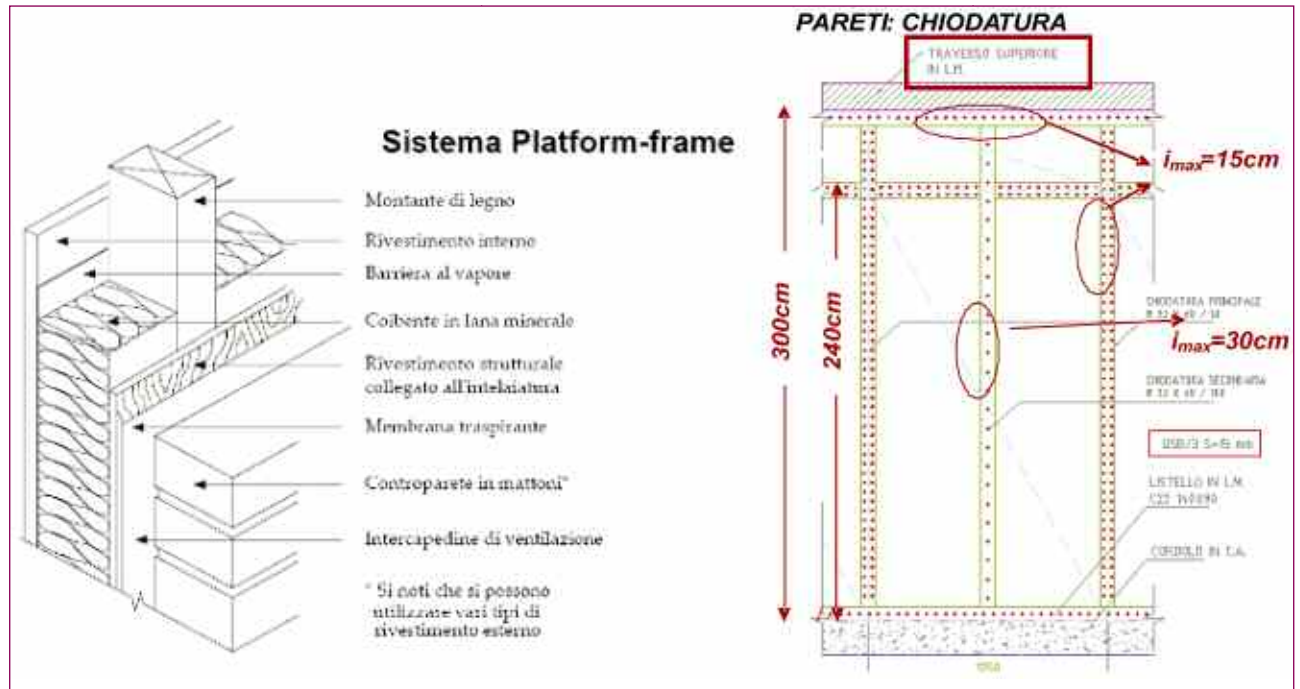 Sistema Platform-frame
Montante di legno
Rivestimento interno
Barriera al vapore
Coibente in lana minerale
Rivestimento strutturale
collegato all'intelaiatura
Membrana traspirante
Controparete in mattoni*
Intercapedine di ventilazione
* Si noti che si possono
utilizzare vari tipi di
rivestimento esterno
PARETI: CHIODATURA
TRAVERSO SUPERIORE
IN L.M.
imax=15cm
300cm
240cm
CHIODATURA PRINCIPALE
imax=30cm
CHIODATURA SECONDARIA
LISTELLO IN L.M.
CORDOLO IN C.A.